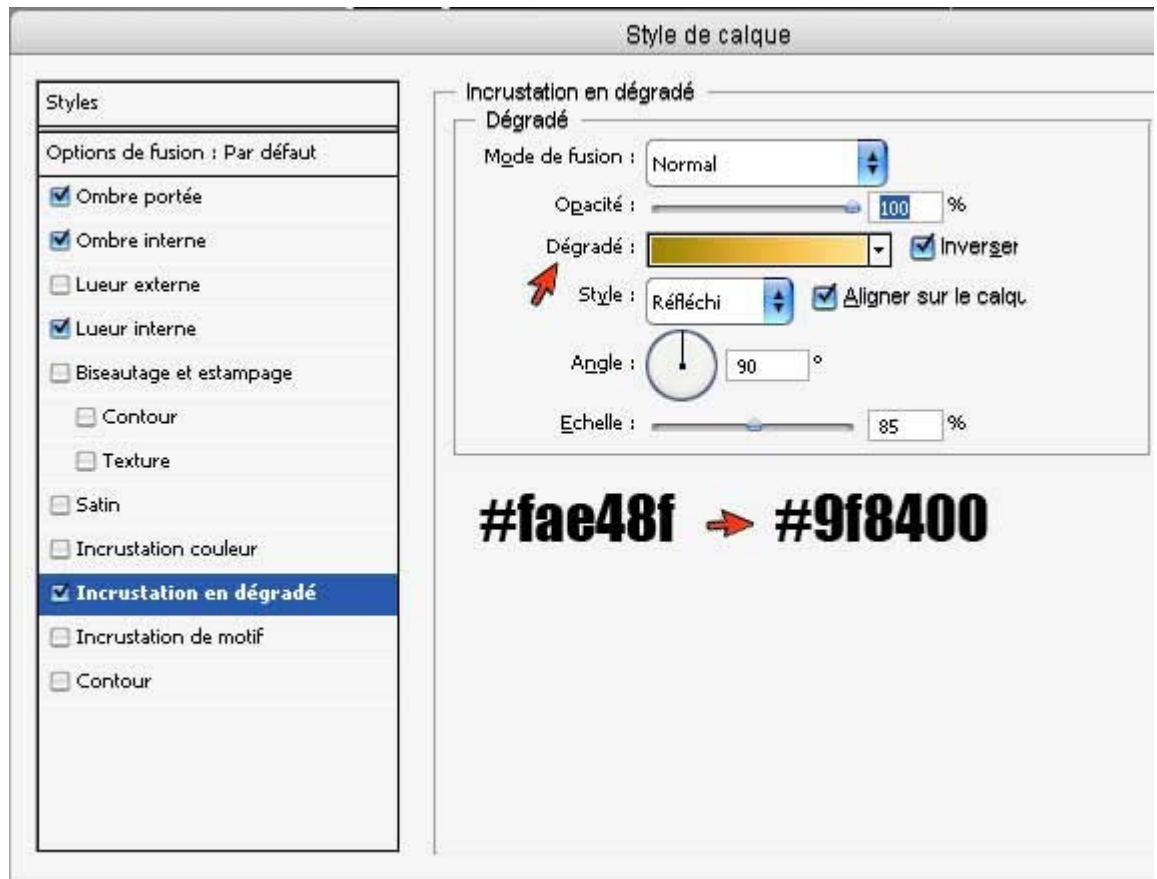 Style de calque
Styles
Options de fusion : Par défaut
Ombre portée
Ombre interne
Lueur externe
Lueur interne
Biseautage et estampage
Contour
Texture
Satin
Incrustation couleur
Incrustation en dégradé
Incrustation de motif
Contour
Incrustation en dégradé
Dégradé
Mode de fusion : Normal
Opacité : 100 %
Dégradé : Inverser
Style : Réfléchi Aligner sur le calqu
Angle : 90 °
Echelle : 85 %
#fae48f #9f8400